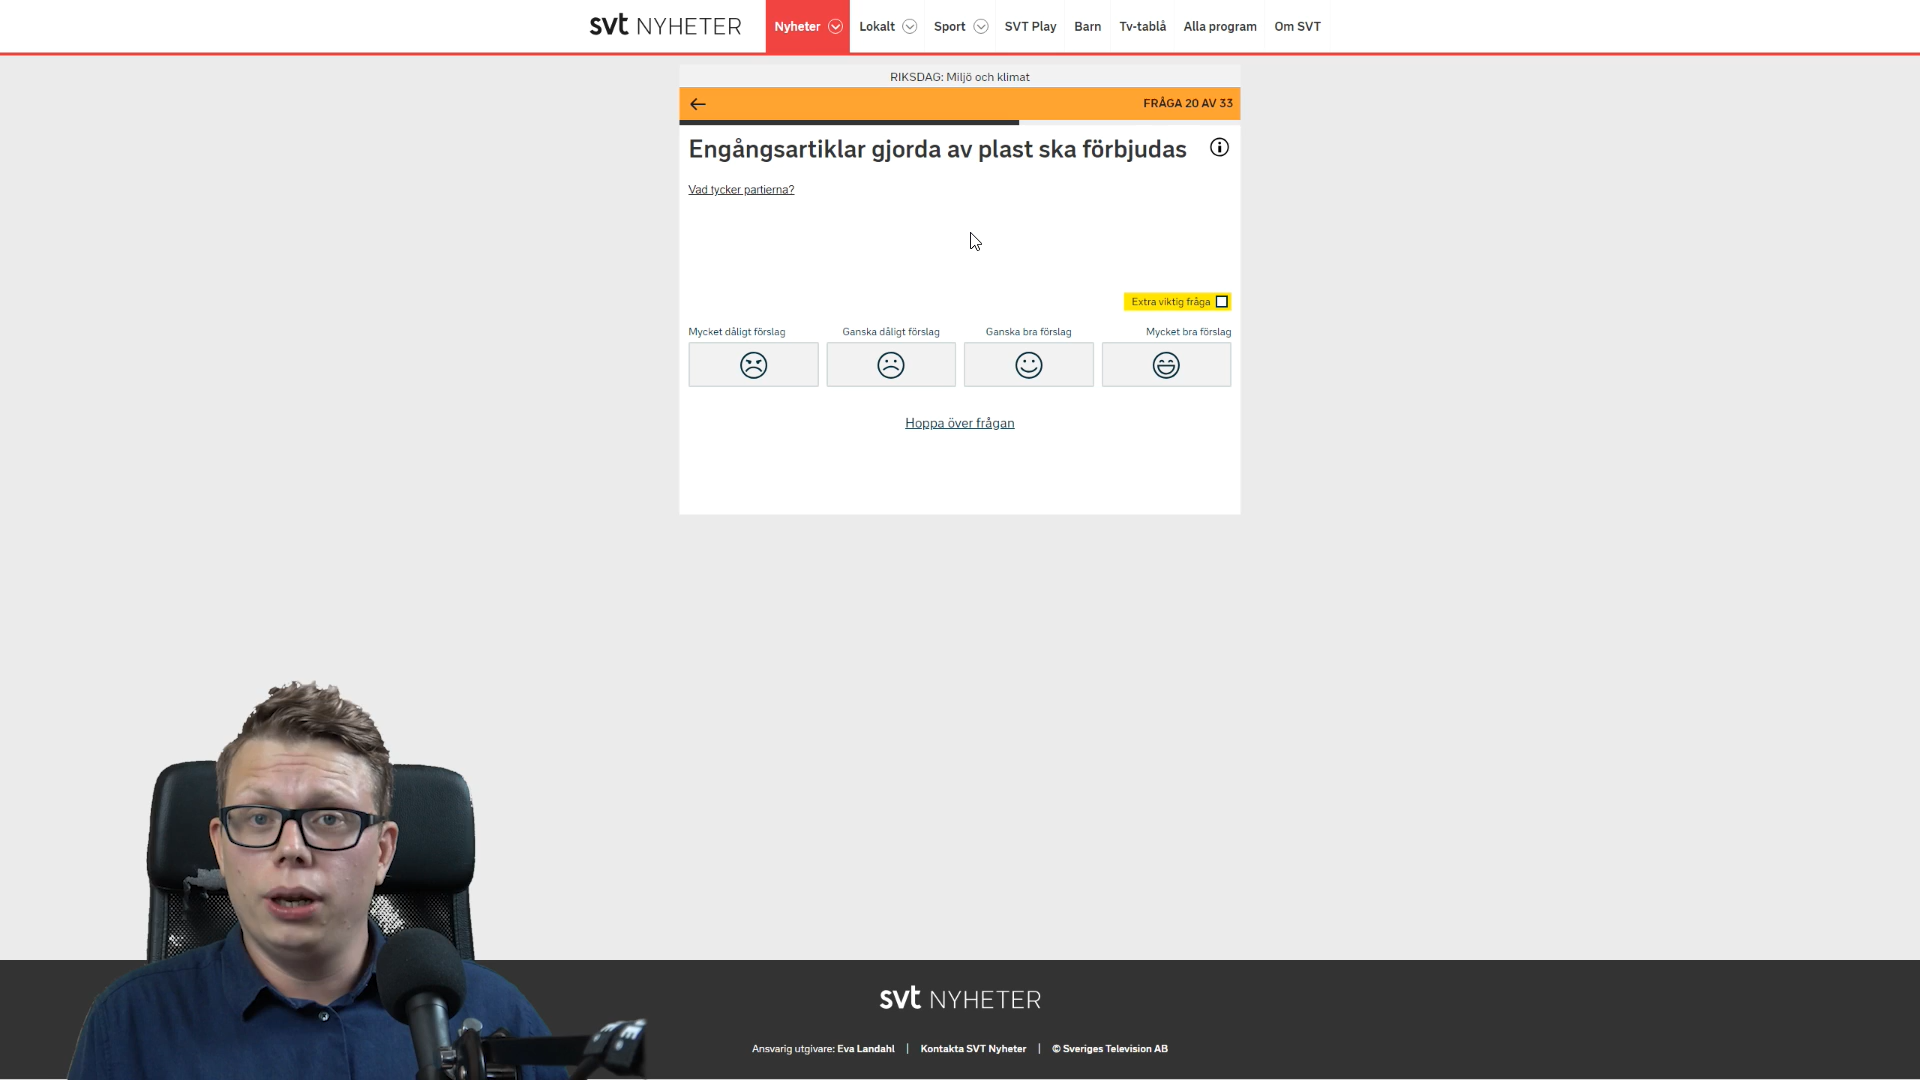 svt NYHETER
Nyheter Lokalt Sport SVT Play Barn Tv-tablå Alla program Om SVT
RIKSDAG: Miljö och klimat
FRÅGA 20 AV 33
Engångsartiklar gjorda av plast ska förbjudas
Vad tycker partierna?
Extra viktig fråga
Mycket dåligt förslag Ganska dåligt förslag Ganska bra förslag Mycket bra förslag
Hoppa över frågan
svt NYHETER
Ansvarig utgivare: Eva Landahl | Kontakta SVT Nyheter | © Sveriges Television AB